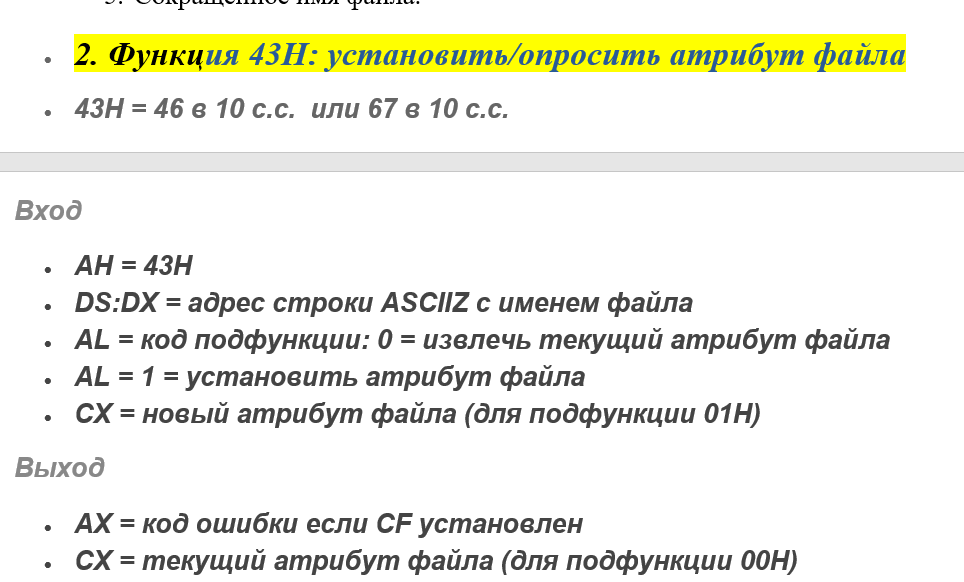 3. Сокращенное имя файла.
2. Функция 43H: установить/опросить атрибут файла
43H = 46 в 10 с.с. или 67 в 10 с.с.
Вход
AH = 43H
DS:DX = адрес строки ASCIIZ с именем файла
AL = код подфункции: 0 = извлечь текущий атрибут файла
AL = 1 = установить атрибут файла
CX = новый атрибут файла (для подфункции 01H)
Выход
AX = код ошибки если CF установлен
CX = текущий атрибут файла (для подфункции 00H)